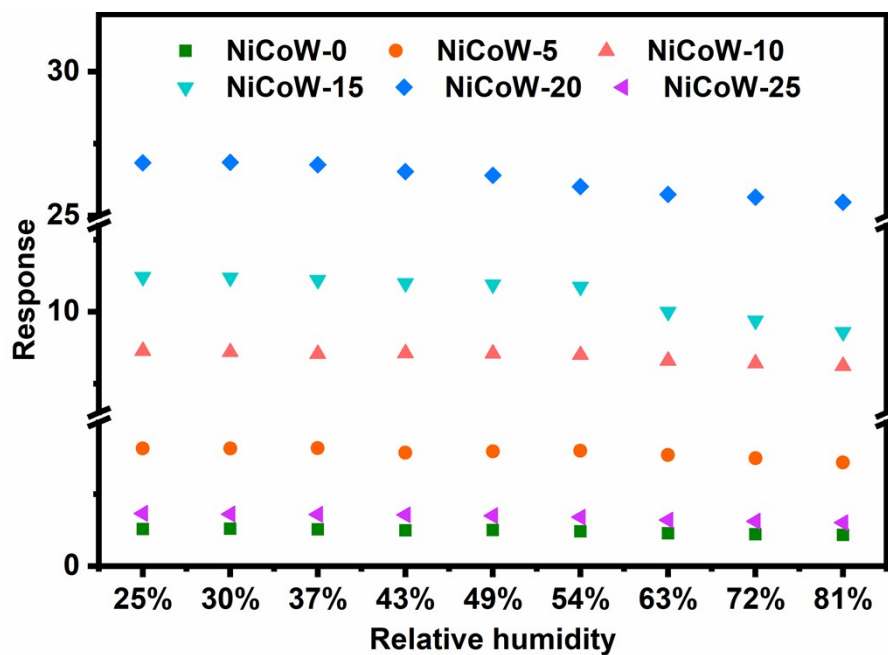 30
NiCoW-0 NiCoW-5 NiCoW-10
NiCoW-15 NiCoW-20 NiCoW-25
25
Response
10
0
25% 30% 37% 43% 49% 54% 63% 72% 81%
Relative humidity